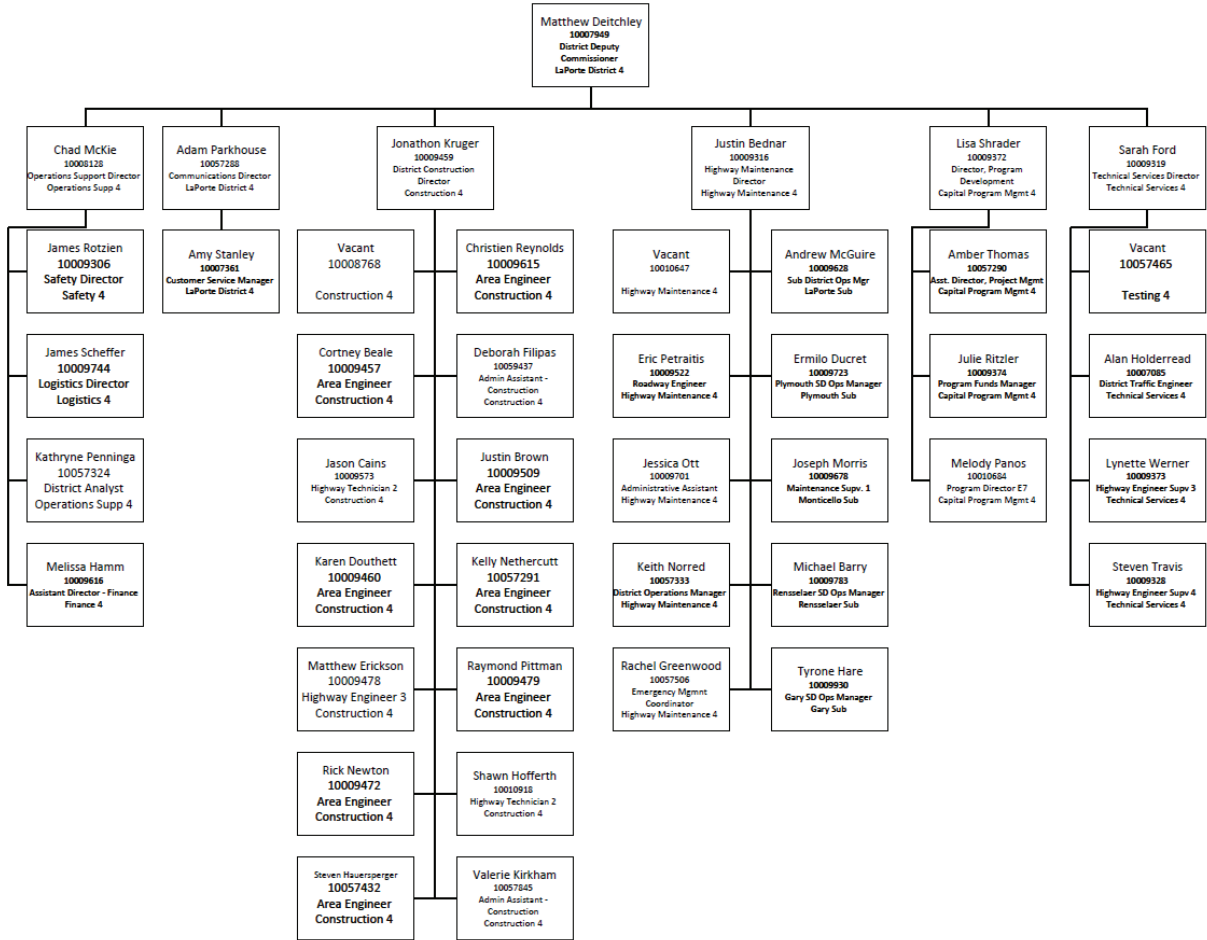 Matthew Deitchley
10007949
District Deputy
Commissioner
LaPorte District 4
Chad McKie
10008128
Operations Support Director
Operations Supp 4
Adam Parkhouse
10057288
Communications Director
LaPorte District 4
Jonathon Kruger
10009459
District Construction
Director
Construction 4
Justin Bednar
10009316
Highway Maintenance
Director
Highway Maintenance 4
Lisa Shrader
10009372
Director, Program
Development
Capital Program Mgmt 4
Sarah Ford
10009319
Technical Services Director
Technical Services 4
James Rotzien
10009306
Safety Director
Safety 4
Amy Stanley
10007361
Customer Service Manager
LaPorte District 4
Vacant
10008768
Construction 4
Christien Reynolds
10009615
Area Engineer
Construction 4
Vacant
10010647
Highway Maintenance 4
Andrew McGuire
10009628
Sub District Ops Mgr
LaPorte Sub
Amber Thomas
10057290
Asst. Director, Project Mgmt
Capital Program Mgmt 4
Vacant
10057465
Testing 4
James Scheffer
10009744
Logistics Director
Logistics 4
Cortney Beale
10009457
Area Engineer
Construction 4
Deborah Filipas
10059437
Admin Assistant -
Construction
Construction 4
Eric Petraitis
10009522
Roadway Engineer
Highway Maintenance 4
Ermilo Ducret
10009723
Plymouth SD Ops Manager
Plymouth Sub
Julie Ritzler
10009374
Program Funds Manager
Capital Program Mgmt 4
Alan Holderread
10007085
District Traffic Engineer
Technical Services 4
Kathryne Penninga
10057324
District Analyst
Operations Supp 4
Jason Cains
10009573
Highway Technician 2
Construction 4
Justin Brown
10009509
Area Engineer
Construction 4
Jessica Ott
10009701
Administrative Assistant
Highway Maintenance 4
Joseph Morris
10009678
Maintenance Supv. 1
Monticello Sub
Melody Panos
10010684
Program Director E7
Capital Program Mgmt 4
Lynette Werner
10009373
Highway Engineer Supv 3
Technical Services 4
Melissa Hamm
10009616
Assistant Director - Finance
Finance 4
Karen Douthett
10009460
Area Engineer
Construction 4
Kelly Nethercutt
10057291
Area Engineer
Construction 4
Keith Norred
10057333
District Operations Manager
Highway Maintenance 4
Michael Barry
10009783
Rensselaer SD Ops Manager
Rensselaer Sub
Steven Travis
10009328
Highway Engineer Supv 4
Technical Services 4
Matthew Erickson
10009478
Highway Engineer 3
Construction 4
Raymond Pittman
10009479
Area Engineer
Construction 4
Rachel Greenwood
10057506
Emergency Mgmnt
Coordinator
Highway Maintenance 4
Tyrone Hare
10009930
Gary SD Ops Manager
Gary Sub
Rick Newton
10009472
Area Engineer
Construction 4
Shawn Hofferth
10010918
Highway Technician 2
Construction 4
Steven Hauersperger
10057432
Area Engineer
Construction 4
Valerie Kirkham
10057845
Admin Assistant -
Construction
Construction 4